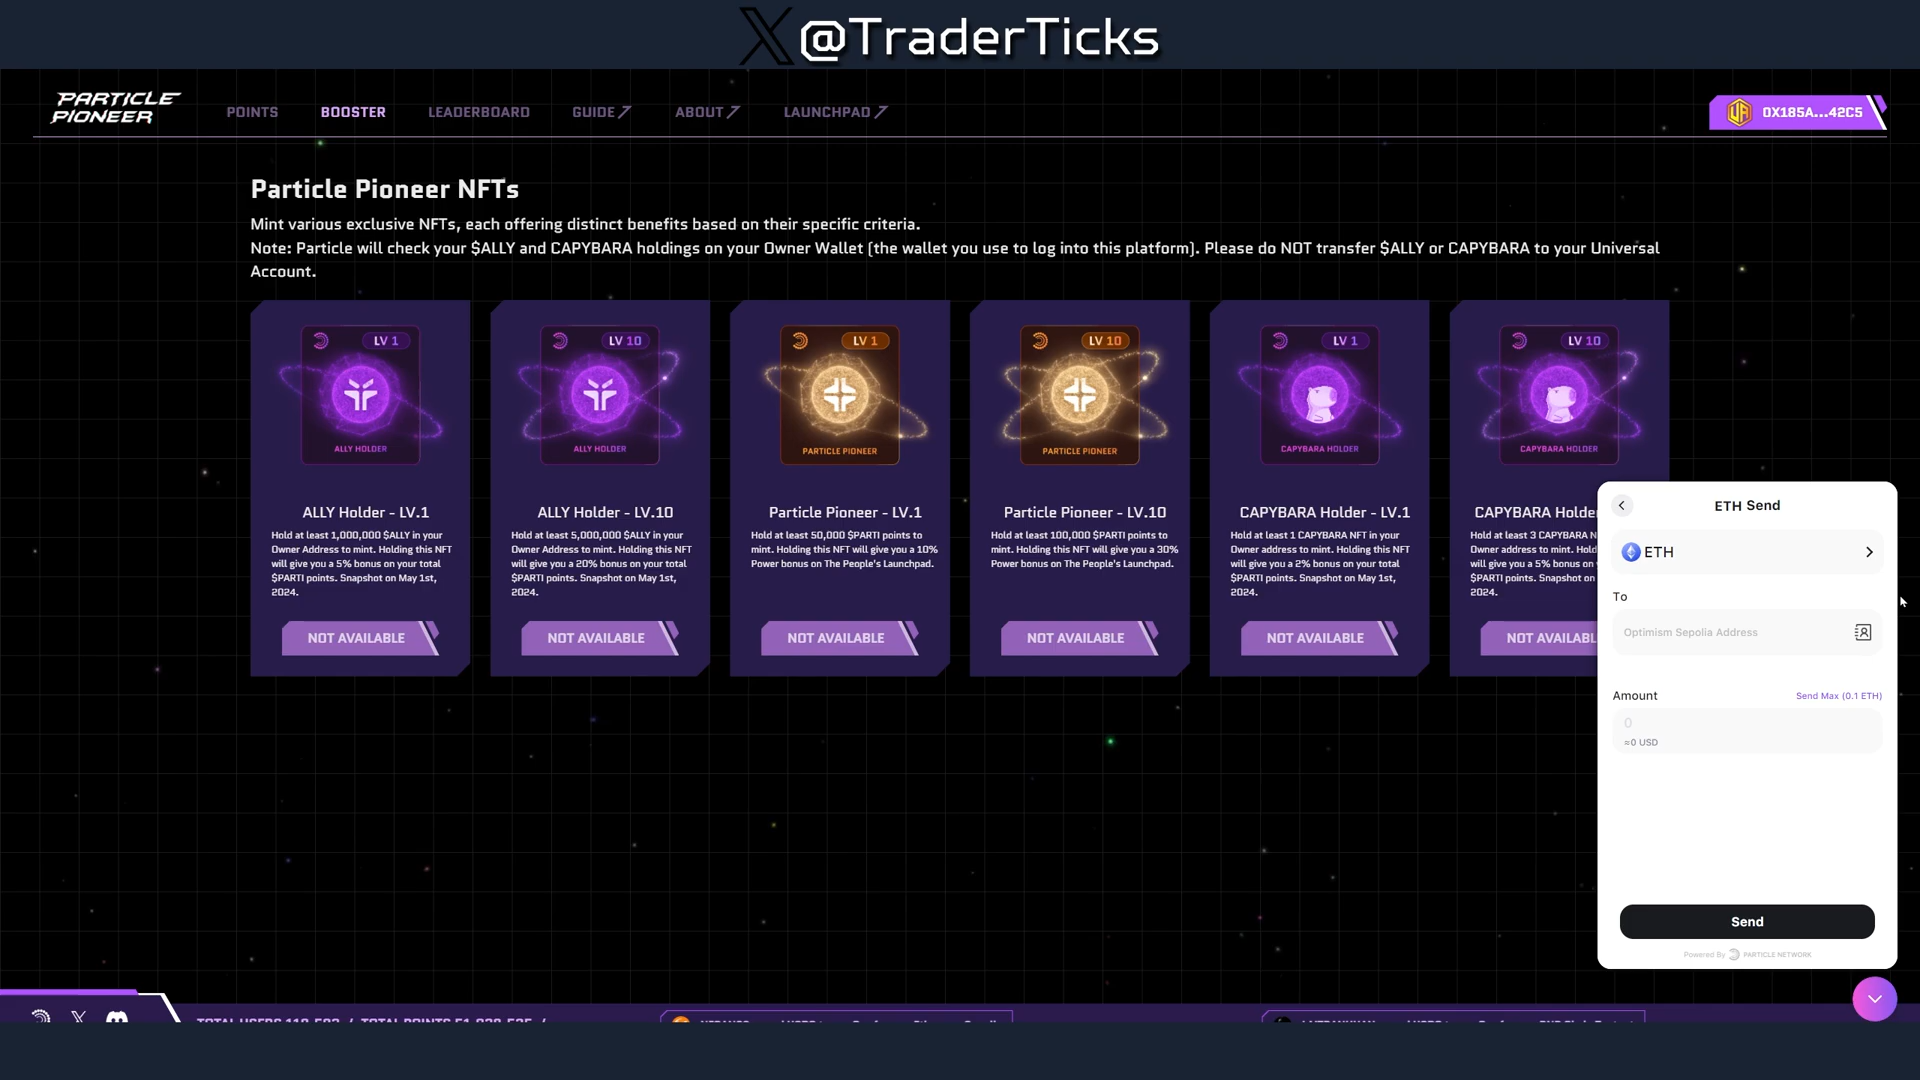 X@TraderTicks
PARTICLE PIONEER
POINTS
BOOSTER
LEADERBOARD
GUIDE
ABOUT
LAUNCHPAD
UA
0X185A...42C5
Particle Pioneer NFTs
Mint various exclusive NFTs, each offering distinct benefits based on their specific criteria.
Note: Particle will check your $ALLY and CAPYBARA holdings on your Owner Wallet (the wallet you use to log into this platform). Please do NOT transfer $ALLY or CAPYBARA to your Universal
Account.
LV 1
ALLY HOLDER
ALLY Holder - LV.1
Hold at least 1,000,000 $ALLY in your
Owner Address to mint. Holding this NFT
will give you a 5% bonus on your total
$PARTI points. Snapshot on May 1st,
2024.
NOT AVAILABLE
LV 10
ALLY HOLDER
ALLY Holder - LV.10
Hold at least 5,000,000 $ALLY in your
Owner Address to mint. Holding this NFT
will give you a 20% bonus on your total
$PARTI points. Snapshot on May 1st,
2024.
NOT AVAILABLE
LV 1
PARTICLE PIONEER
Particle Pioneer - LV.1
Hold at least 50,000 $PARTI points to
mint. Holding this NFT will give you a 10%
Power bonus on The People's Launchpad.
NOT AVAILABLE
LV 10
PARTICLE PIONEER
Particle Pioneer - LV.10
Hold at least 100,000 $PARTI points to
mint. Holding this NFT will give you a 30%
Power bonus on The People's Launchpad.
NOT AVAILABLE
LV 1
CAPYBARA HOLDER
CAPYBARA Holder - LV.1
Hold at least 1 CAPYBARA NFT in your
Owner address to mint. Holding this NFT
will give you a 2% bonus on your total
$PARTI points. Snapshot on May 1st,
2024.
NOT AVAILABLE
LV 10
CAPYBARA HOLDER
CAPYBARA Holde
Hold at least 3 CAPYBARA N
Owner address to mint. Hold
will give you a 5% bonus on
$PARTI points. Snapshot on
2024.
NOT AVAILABL
ETH Send
ETH
To
Optimism Sepolia Address
Amount
Send Max (0.1 ETH)
0
≈0 USD
Send
Powered By PARTICLE NETWORK